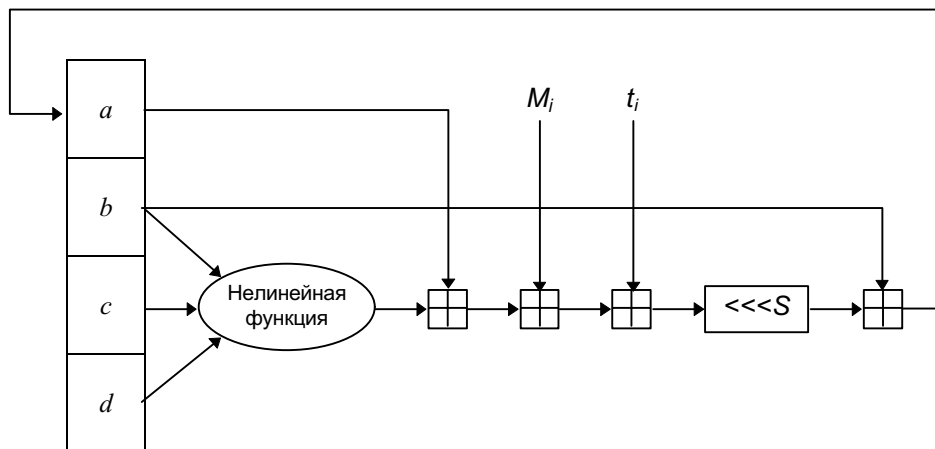 a
M_i
t_i
b
Нелинейная
функция
c
<<<S
d